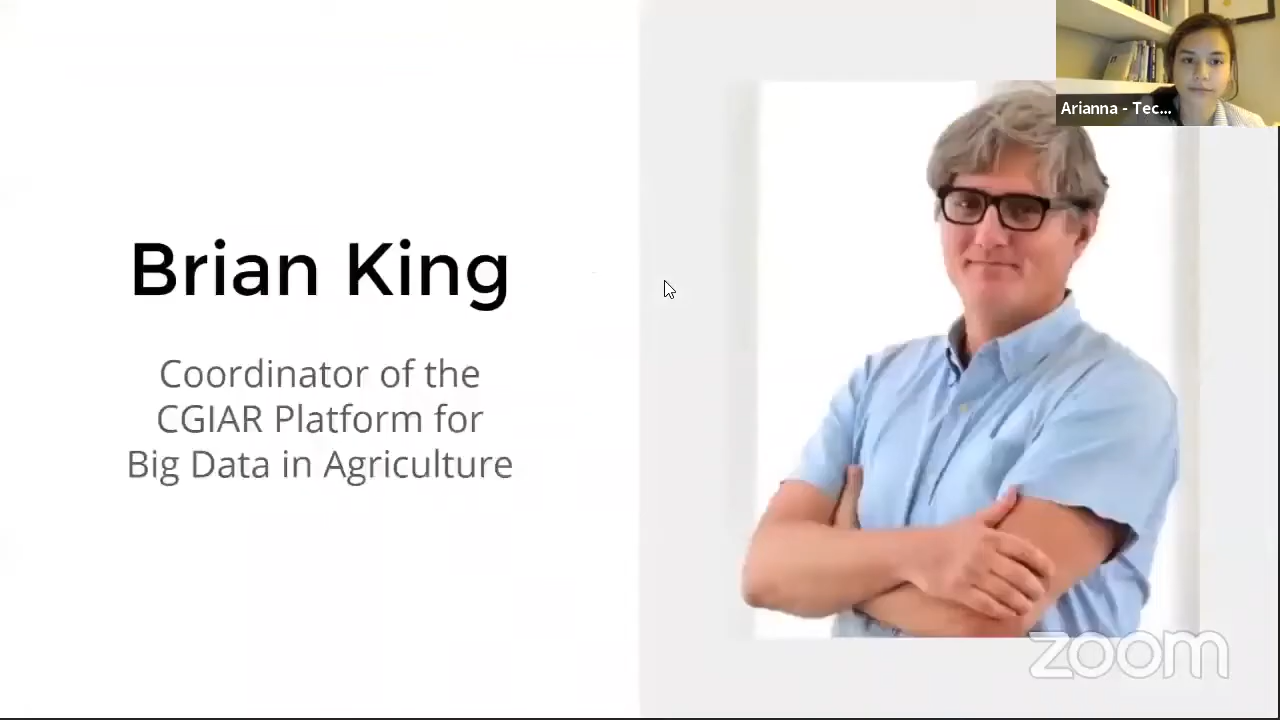 Arianna - Tec...
Brian King
Coordinator of the
CGIAR Platform for
Big Data in Agriculture
zoom